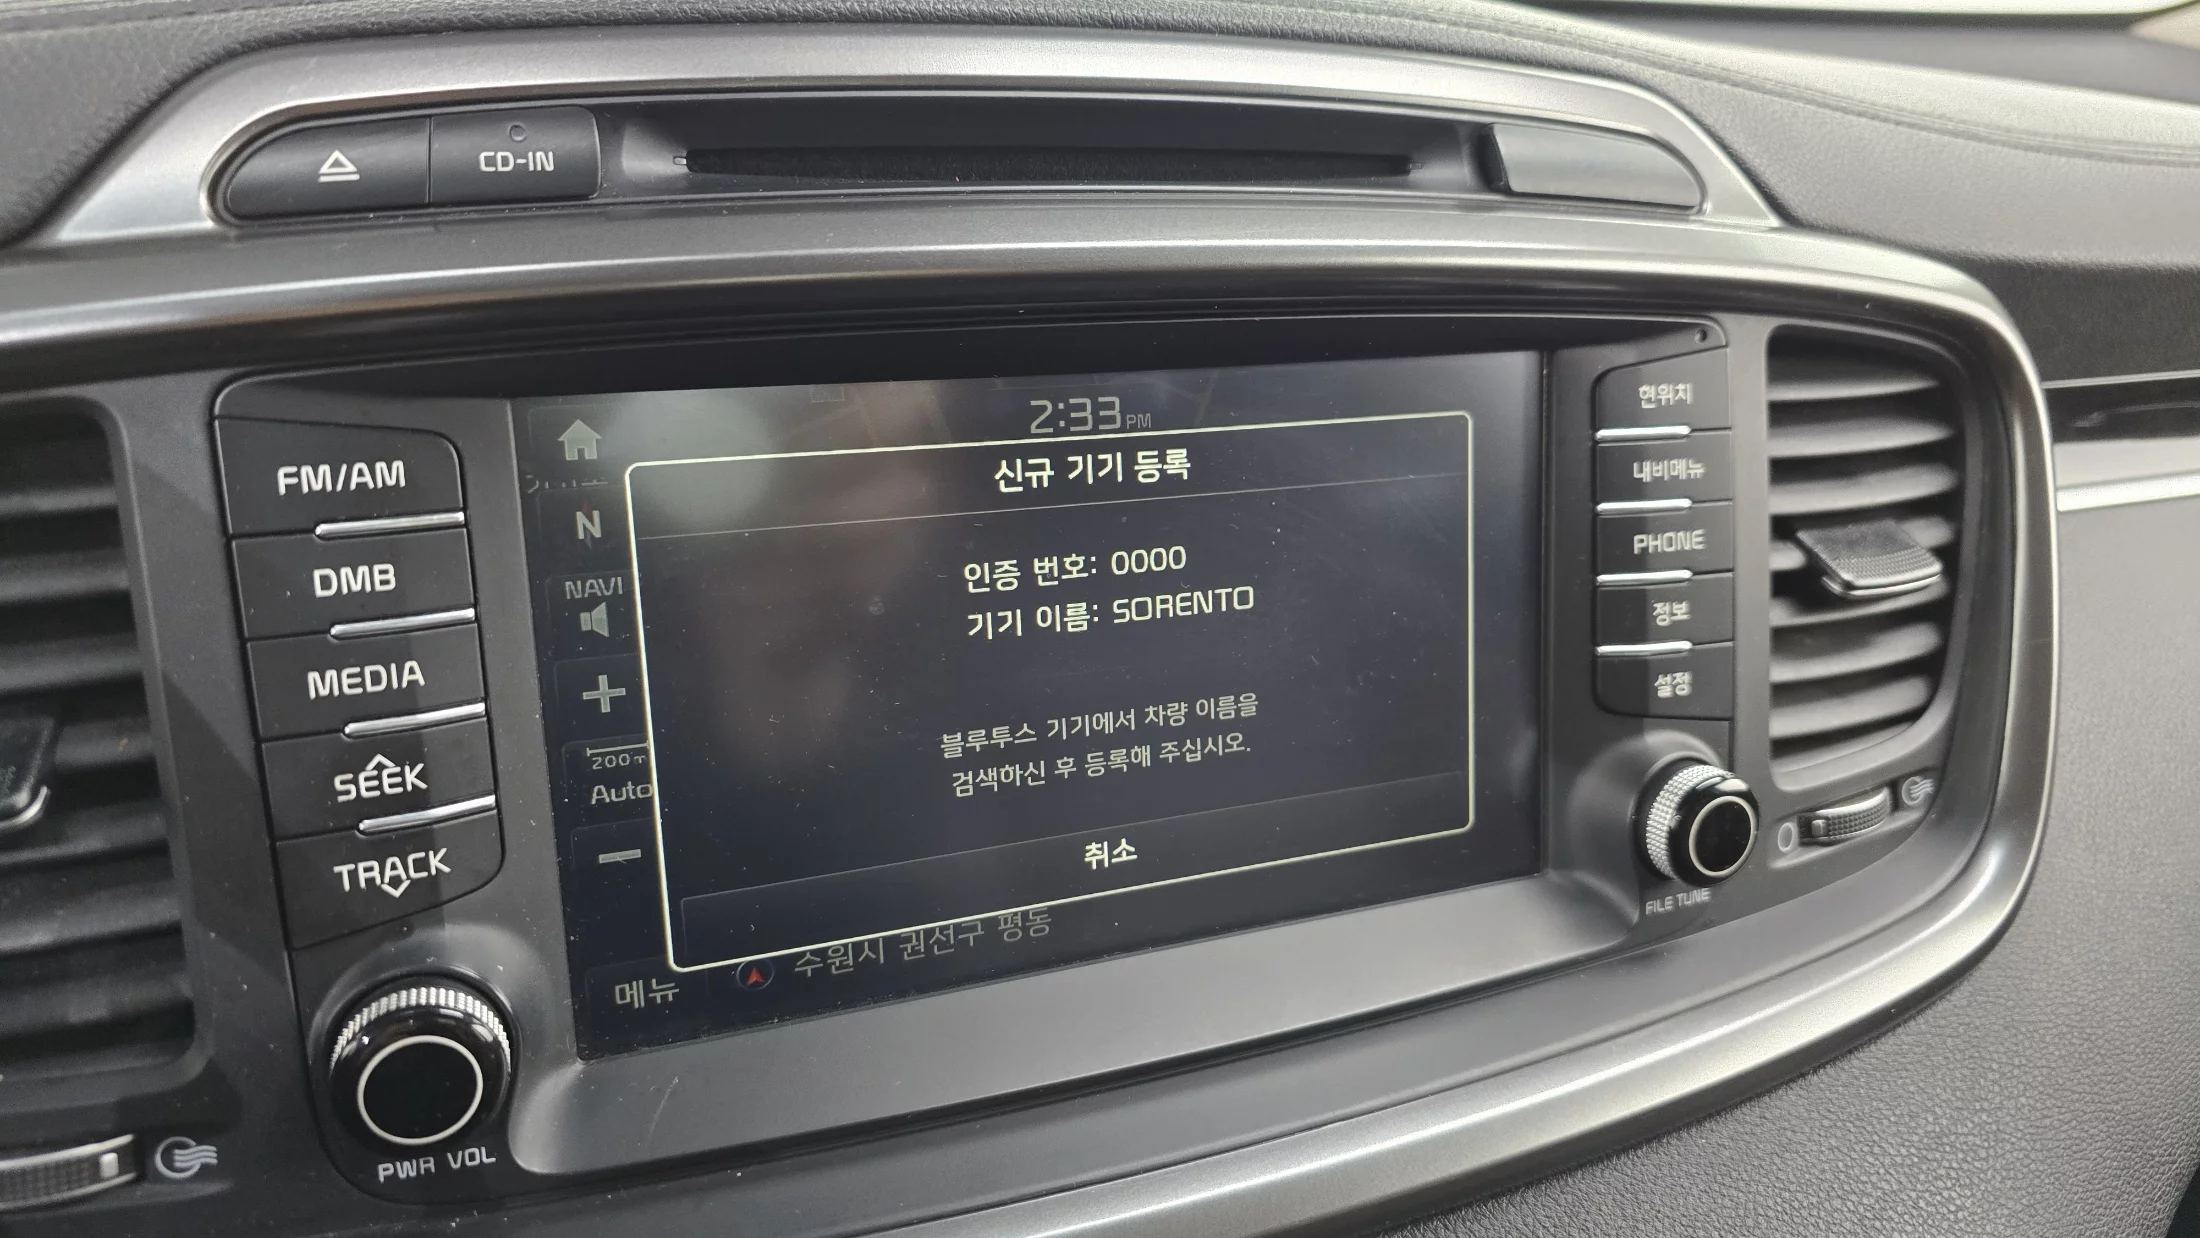 CD-IN
FM/AM
DMB
MEDIA
SEEK
TRACK
PWR VOL
2:33 PM
N
NAVI
200m
Auto
메뉴
신규 기기 등록
인증 번호: 0000
기기 이름: SORENTO
블루투스 기기에서 차량 이름을
검색하신 후 등록해 주십시오.
취소
수원시 권선구 평동
현위치
내비메뉴
PHONE
정보
설정
FILE TUNE